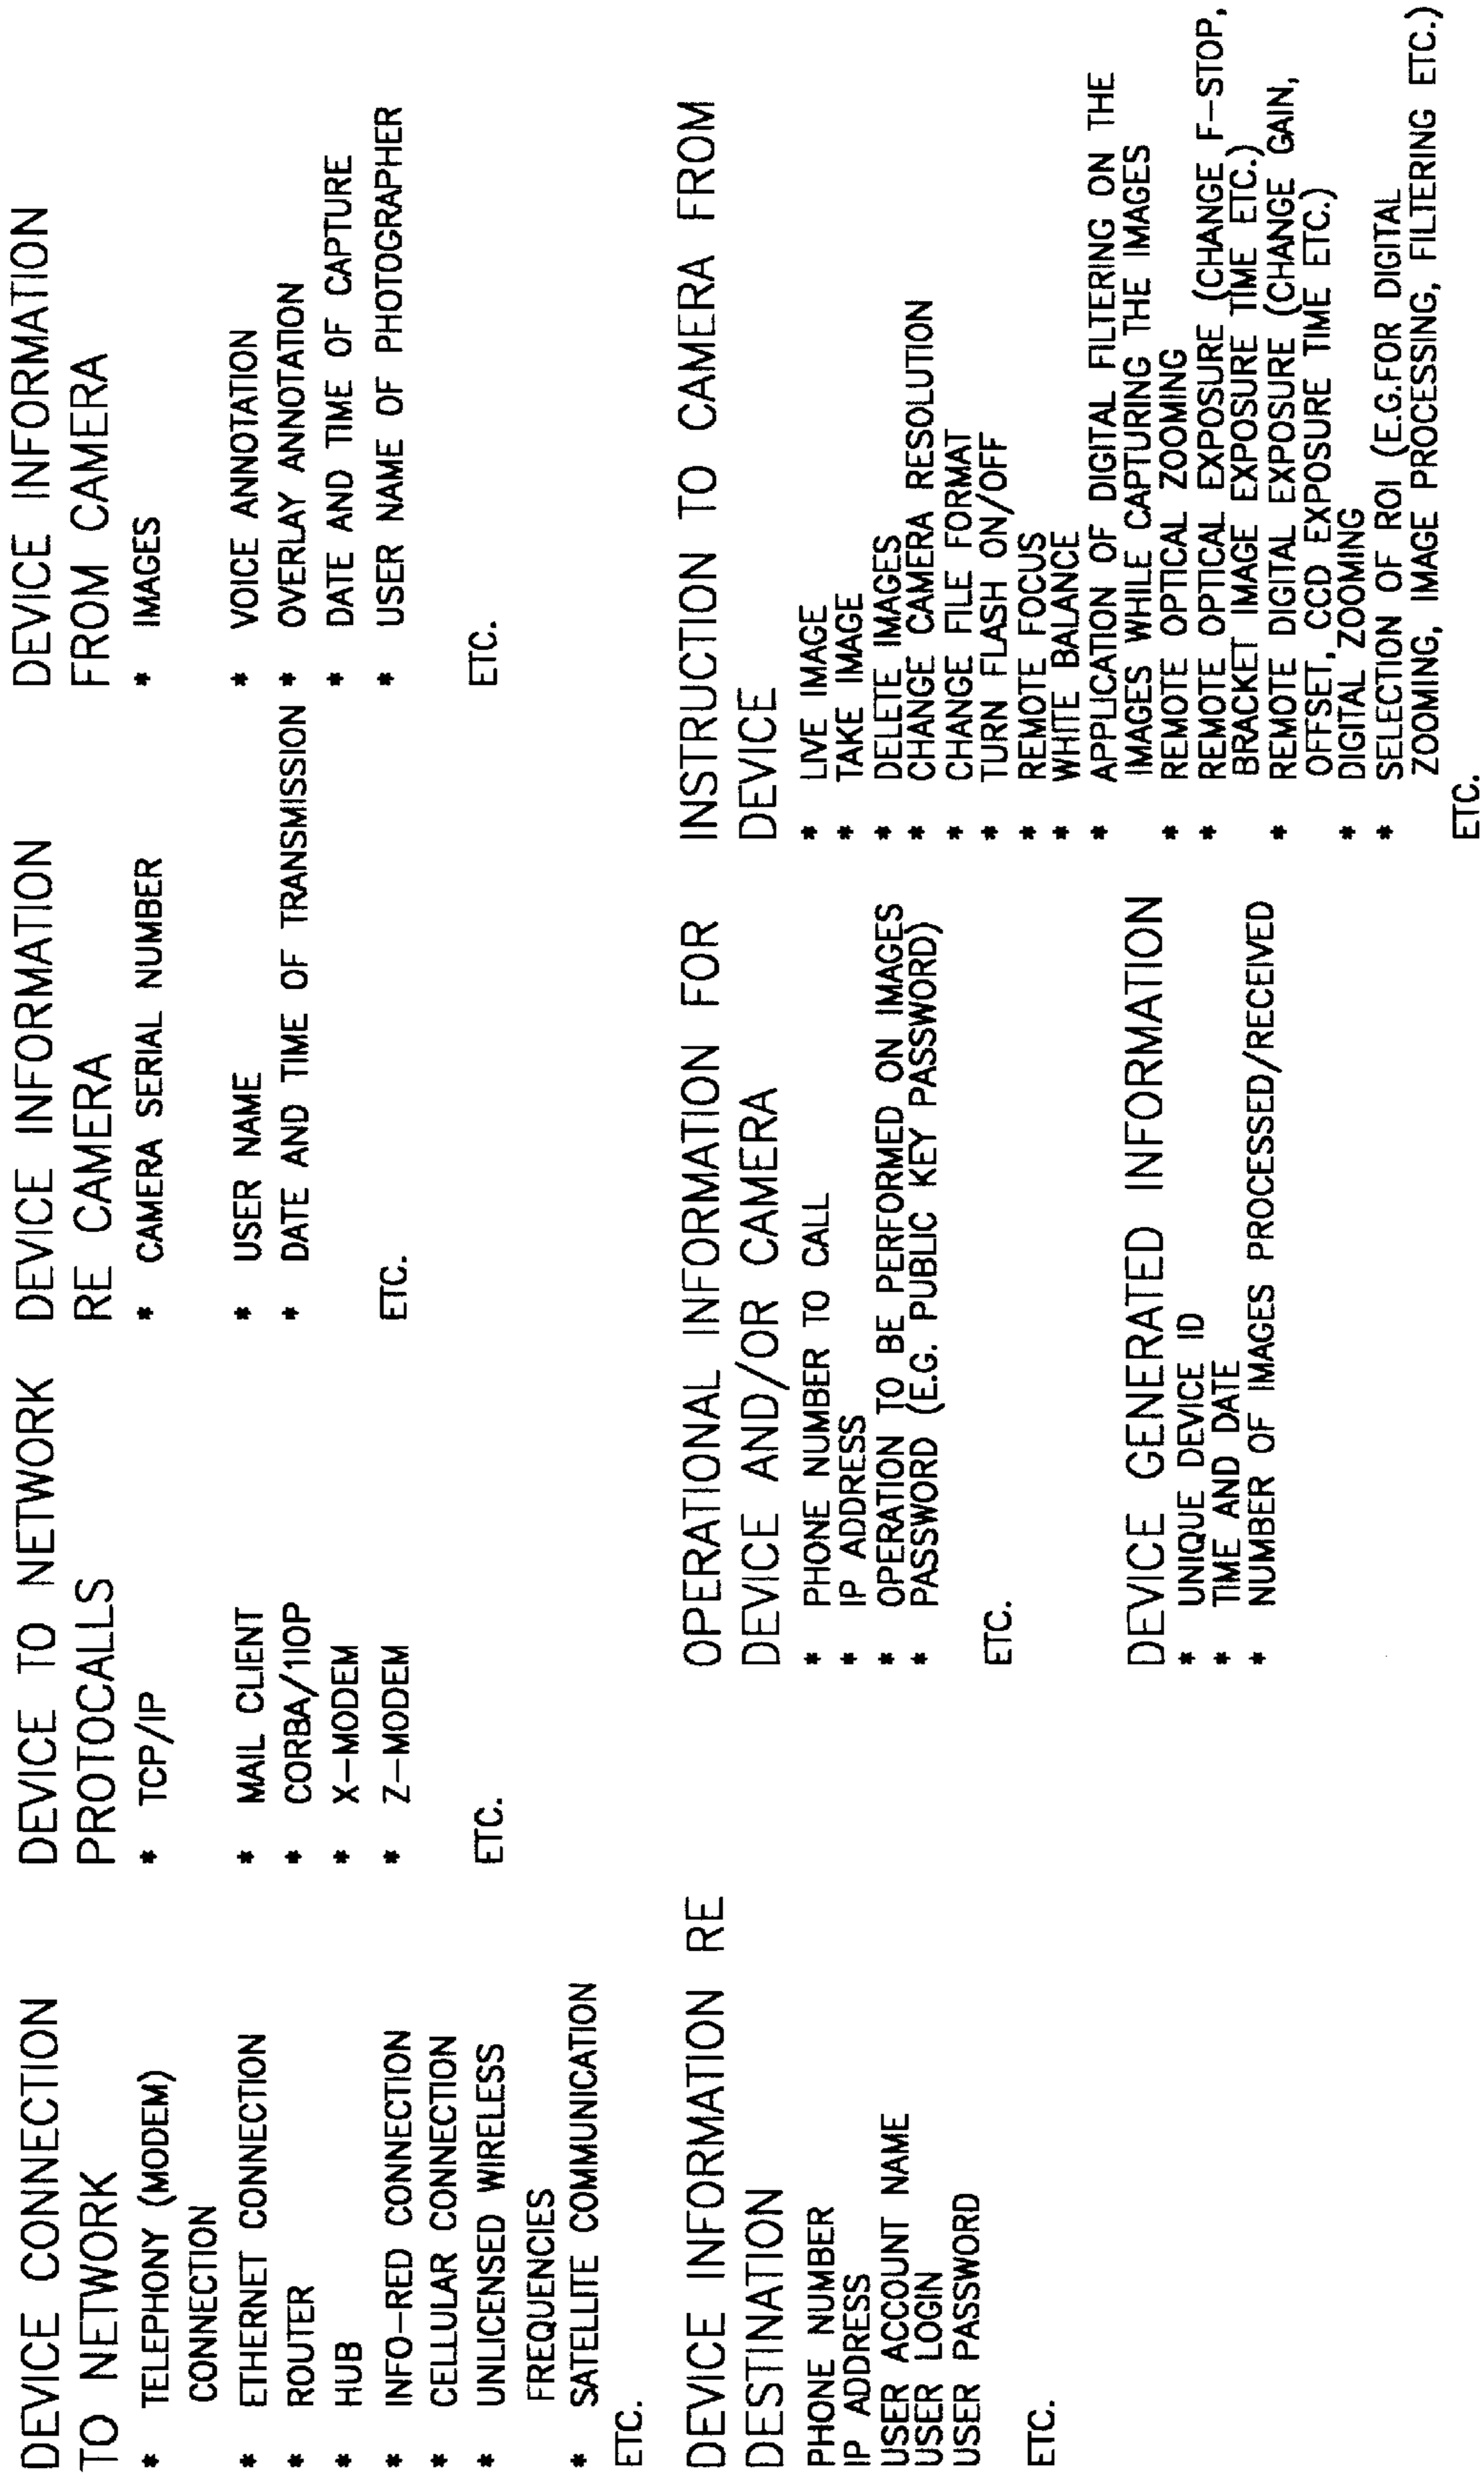 DEVICE CONNECTION
TO NETWORK
* TELEPHONY (MODEM)
CONNECTION
* ETHERNET CONNECTION
* ROUTER
* HUB
* INFO-RED CONNECTION
* CELLULAR CONNECTION
* UNLICENSED WIRELESS
FREQUENCIES
* SATELLITE COMMUNICATION
ETC.
DEVICE TO NETWORK
PROTOCALLS
* TCP/IP
* MAIL CLIENT
* CORBA/110P
* X-MODEM
* Z-MODEM
ETC.
DEVICE INFORMATION
RE CAMERA
* CAMERA SERIAL NUMBER
* USER NAME
* DATE AND TIME OF TRANSMISSION
ETC.
DEVICE INFORMATION
FROM CAMERA
* IMAGES
* VOICE ANNOTATION
* OVERLAY ANNOTATION
* DATE AND TIME OF CAPTURE
* USER NAME OF PHOTOGRAPHER
ETC.
DEVICE INFORMATION RE
DESTINATION
PHONE NUMBER
IP ADDRESS
USER ACCOUNT NAME
USER LOGIN
USER PASSWORD
ETC.
OPERATIONAL INFORMATION FOR
DEVICE AND/OR CAMERA
* PHONE NUMBER TO CALL
* IP ADDRESS
* OPERATION TO BE PERFORMED ON IMAGES
* PASSWORD (E.G. PUBLIC KEY PASSWORD)
ETC.
DEVICE GENERATED INFORMATION
* UNIQUE DEVICE ID
* TIME AND DATE
* NUMBER OF IMAGES PROCESSED/RECEIVED
INSTRUCTION TO CAMERA FROM
DEVICE
* LIVE IMAGE
* TAKE IMAGE
* DELETE IMAGES
* CHANGE CAMERA RESOLUTION
* CHANGE FILE FORMAT
* TURN FLASH ON/OFF
* REMOTE FOCUS
* WHITE BALANCE
* APPLICATION OF DIGITAL FILTERING ON THE
IMAGES WHILE CAPTURING THE IMAGES
* REMOTE OPTICAL ZOOMING
* REMOTE OPTICAL EXPOSURE (CHANGE F-STOP,
BRACKET IMAGE EXPOSURE TIME ETC.)
* REMOTE DIGITAL EXPOSURE (CHANGE GAIN,
OFFSET, CCD EXPOSURE TIME ETC.)
* DIGITAL ZOOMING
* SELECTION OF ROI (E.G.FOR DIGITAL
ZOOMING, IMAGE PROCESSING, FILTERING ETC.)
ETC.